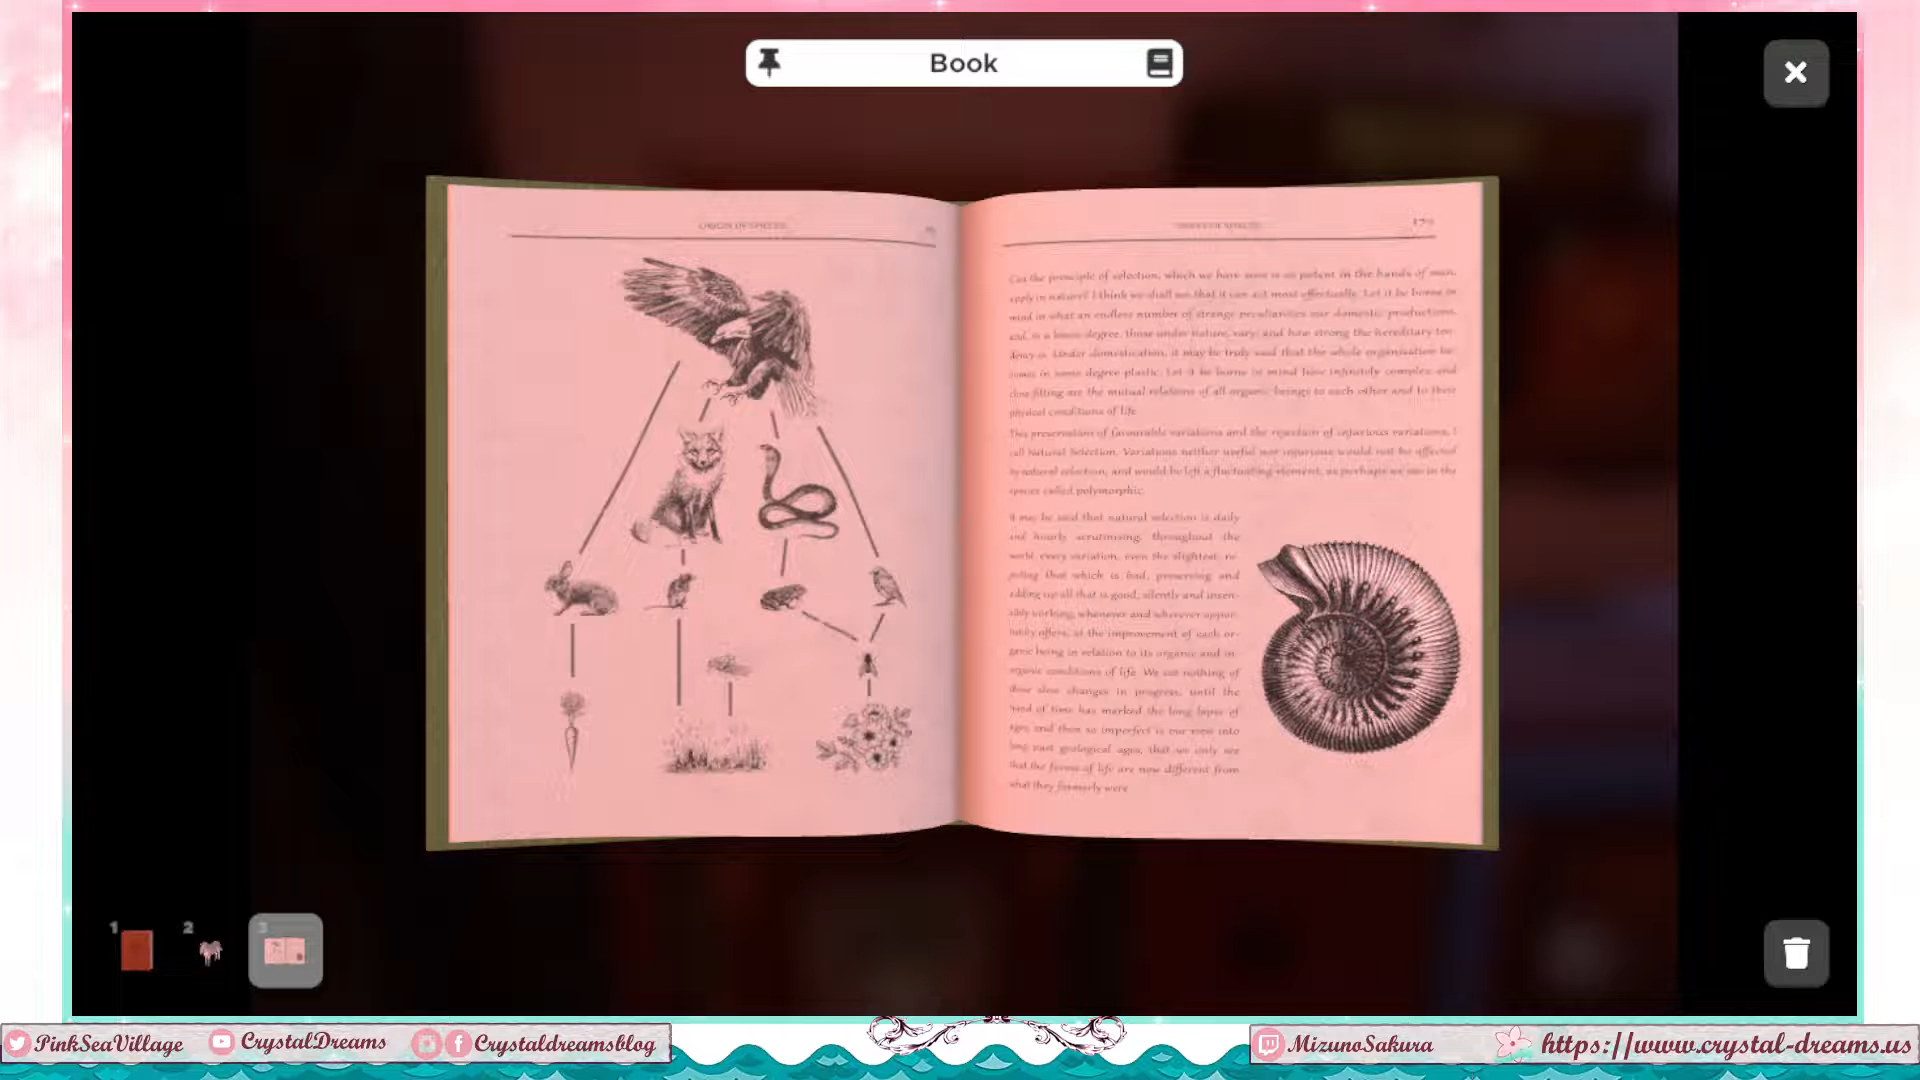 Book
ORIGIN OF SPECIES
Can the principle of selection, which we have seen is so potent in the hands of man,
apply in nature? I think we shall see that it can act most effectually. Let it be borne in
mind in what an endless number of strange peculiarities our domestic productions,
and, in a lesser degree, those under nature, vary; and how strong the hereditary ten-
dency is. Under domestication, it may be truly said that the whole organisation be-
comes in some degree plastic. Let it be borne in mind how infinitely complex and
close-fitting are the mutual relations of all organic beings to each other and to their
physical conditions of life.
This preservation of favourable variations and the rejection of injurious variations, I
call Natural Selection. Variations neither useful nor injurious would not be affected
by natural selection, and would be left a fluctuating element, as perhaps we see in the
species called polymorphic.
It may be said that natural selection is daily
and hourly scrutinising, throughout the
world, every variation, even the slightest; re-
jecting that which is bad, preserving and
adding up all that is good; silently and insen-
sibly working, whenever and wherever oppor-
tunity offers, at the improvement of each or-
ganic being in relation to its organic and in-
organic conditions of life. We see nothing of
these slow changes in progress, until the
hand of time has marked the long lapse of
ages, and then so imperfect is our view into
long past geological ages, that we only see
that the forms of life are now different from
what they formerly were.
1
2
3
PinkSeaVillage
CrystalDreams
Crystaldreamsblog
MizunoSakura
https://www.crystal-dreams.us